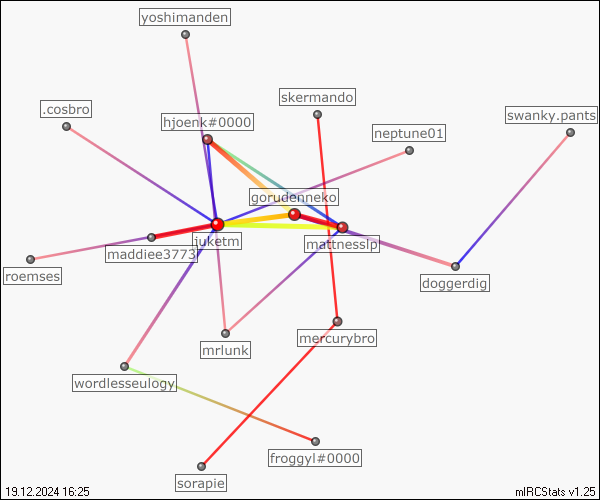 yoshimanden
skermando
.cosbro
hjoenk#0000
swanky.pants
neptune01
gorudenneko
juketm
mattnesslp
maddiee3773
roemses
doggerdig
mercurybro
mrlunk
wordlesseulogy
froggyl#0000
sorapie
19.12.2024 16:25
mIRCStats v1.25